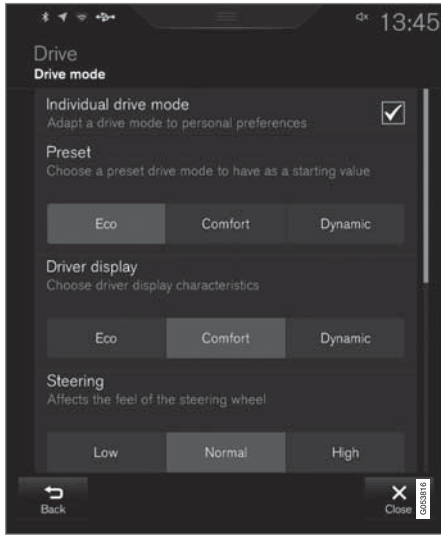 13:45
Drive
Drive mode
Individual drive mode
Adapt a drive mode to personal preferences
Preset
Choose a preset drive mode to have as a starting value
Eco Comfort Dynamic
Driver display
Choose driver display characteristics
Eco Comfort Dynamic
Steering
Affects the feel of the steering wheel
Low Normal High
Back Close
G053816